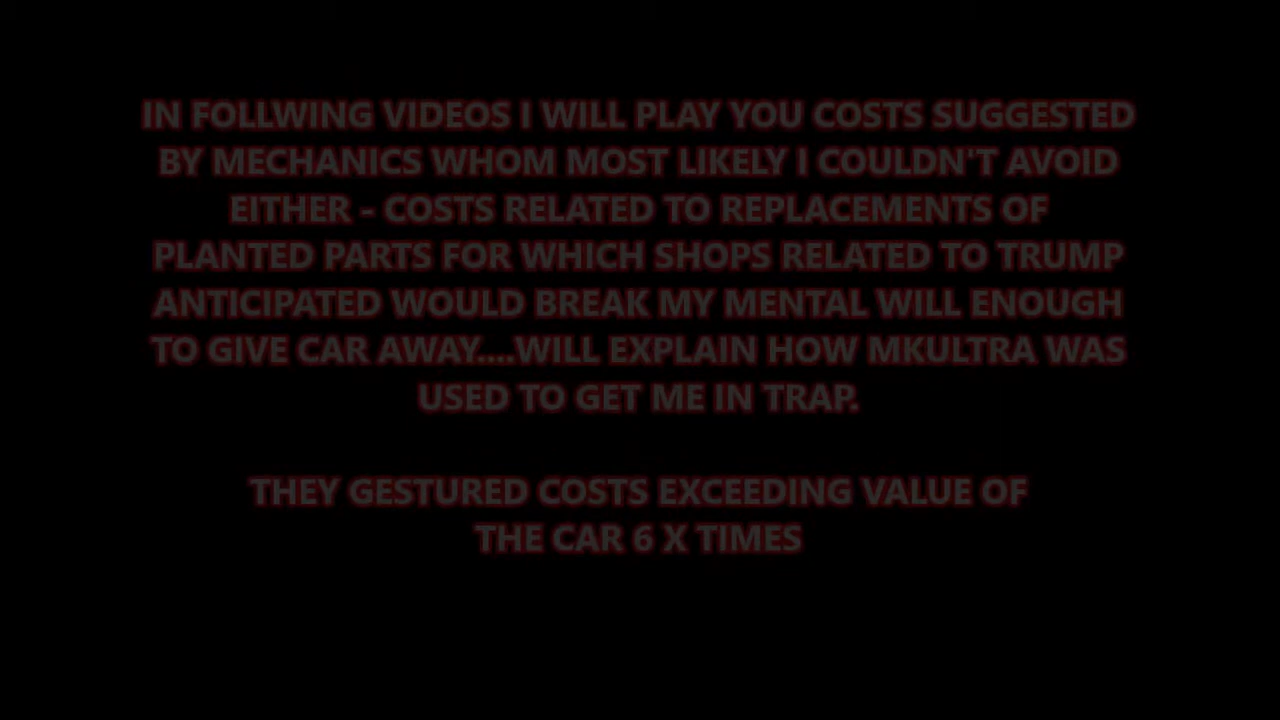 IN FOLLWING VIDEOS I WILL PLAY YOU COSTS SUGGESTED
BY MECHANICS WHOM MOST LIKELY I COULDN'T AVOID
EITHER - COSTS RELATED TO REPLACEMENTS OF
PLANTED PARTS FOR WHICH SHOPS RELATED TO TRUMP
ANTICIPATED WOULD BREAK MY MENTAL WILL ENOUGH
TO GIVE CAR AWAY....WILL EXPLAIN HOW MKULTRA WAS
USED TO GET ME IN TRAP.
THEY GESTURED COSTS EXCEEDING VALUE OF
THE CAR 6 X TIMES